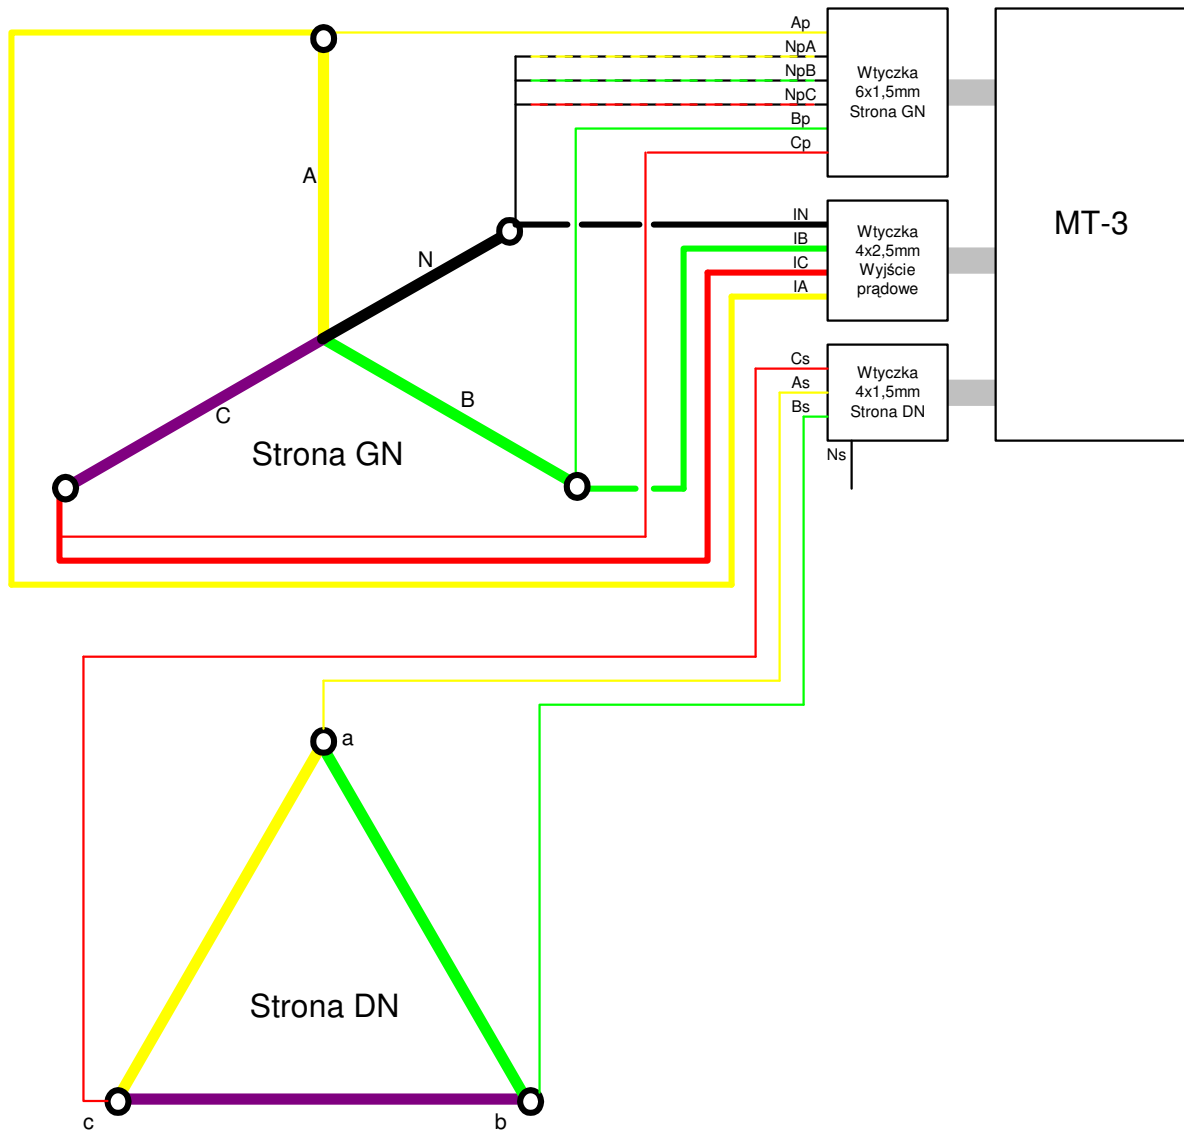 Ap
NpA
NpB
NpC
Bp
Cp
Wtyczka
6x1,5mm
Strona GN
MT-3
IN
IB
IC
IA
Wtyczka
4x2,5mm
Wyjście
prądowe
Cs
As
Bs
Ns
Wtyczka
4x1,5mm
Strona DN
A
N
B
C
Strona GN
a
Strona DN
c
b